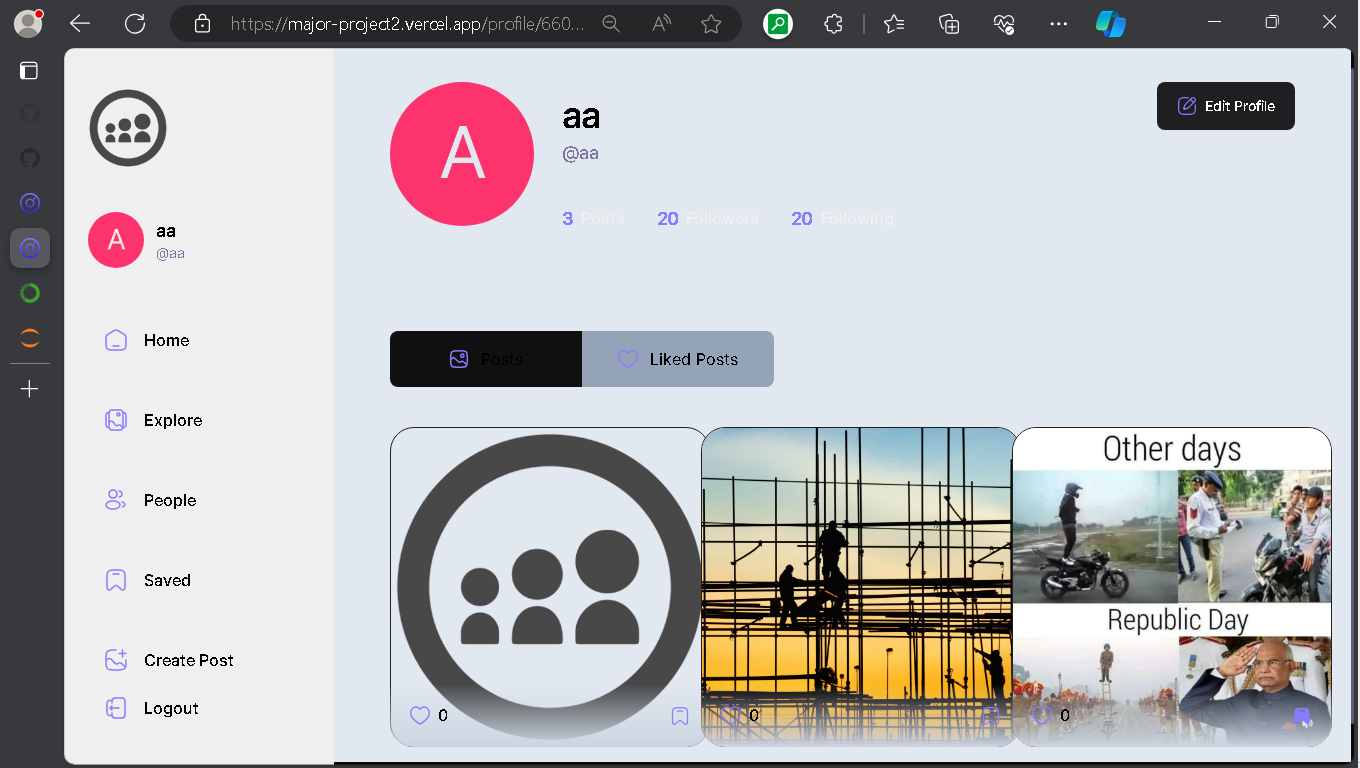 https://major-project2.vercel.app/profile/660...
A
aa
@aa
Edit Profile
3 Posts 20 Followers 20 Following
A
aa
@aa
Home
Explore
People
Saved
Create Post
Logout
Posts
Liked Posts
Other days
Republic Day
0
0
0